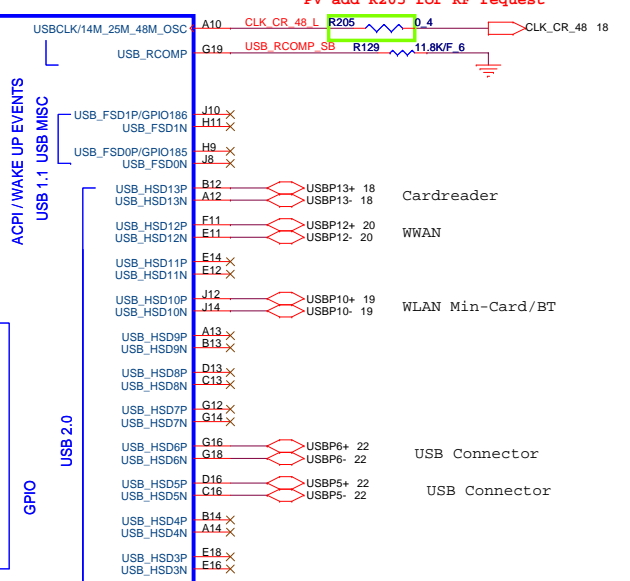 PV add R205 for RF request
USBCLK/14M_25M_48M_OSC A10 CLK_CR_48_L R205 0_4 CLK_CR_48 18
USB_RCOMP G19 USB_RCOMP_SB R129 11.8K/F_6
ACPI / WAKE UP EVENTS
USB 1.1 USB MISC
USB_FSD1P/GPIO186 J10
USB_FSD1N H11
USB_FSD0P/GPIO185 H9
USB_FSD0N J8
USB_HSD13P B12 USBP13+ 18
USB_HSD13N A12 USBP13- 18
Cardreader
USB_HSD12P F11 USBP12+ 20
USB_HSD12N E11 USBP12- 20
WWAN
USB_HSD11P E14
USB_HSD11N E12
USB_HSD10P J12 USBP10+ 19
USB_HSD10N J14 USBP10- 19
WLAN Min-Card/BT
USB_HSD9P A13
USB_HSD9N B13
USB_HSD8P D13
USB_HSD8N C13
USB_HSD7P G12
USB_HSD7N G14
USB 2.0
GPIO
USB_HSD6P G16 USBP6+ 22
USB_HSD6N G18 USBP6- 22
USB Connector
USB_HSD5P D16 USBP5+ 22
USB_HSD5N C16 USBP5- 22
USB Connector
USB_HSD4P B14
USB_HSD4N A14
USB_HSD3P E18
USB_HSD3N E16